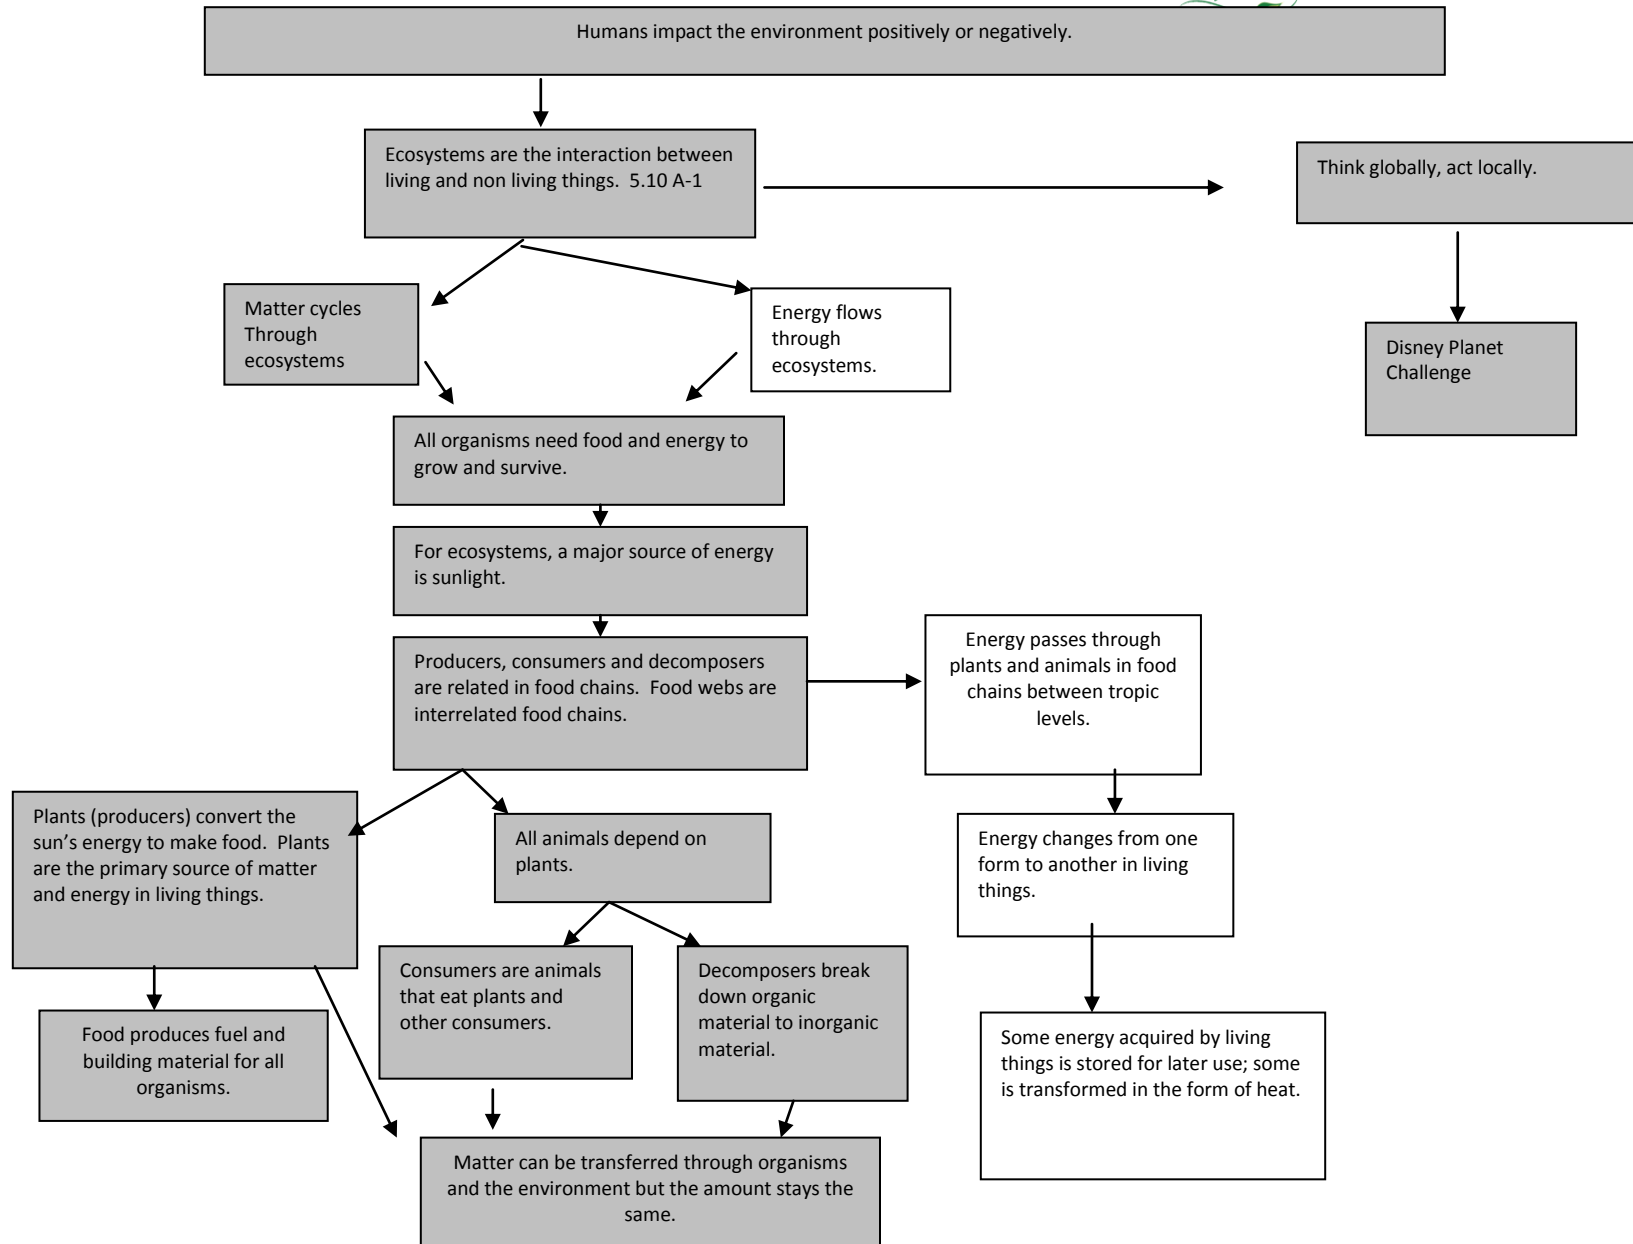 Humans impact the environment positively or negatively.
Ecosystems are the interaction between
living and non living things.  5.10 A-1
Think globally, act locally.
Matter cycles
Through
ecosystems
Energy flows
through
ecosystems.
Disney Planet
Challenge
All organisms need food and energy to
grow and survive.
For ecosystems, a major source of energy
is sunlight.
Producers, consumers and decomposers
are related in food chains.  Food webs are
interrelated food chains.
Energy passes through
plants and animals in food
chains between tropic
levels.
Plants (producers) convert the
sun's energy to make food.  Plants
are the primary source of matter
and energy in living things.
All animals depend on
plants.
Energy changes from one
form to another in living
things.
Consumers are animals
that eat plants and
other consumers.
Decomposers break
down organic
material to inorganic
material.
Food produces fuel and
building material for all
organisms.
Some energy acquired by living
things is stored for later use; some
is transformed in the form of heat.
Matter can be transferred through organisms
and the environment but the amount stays the
same.